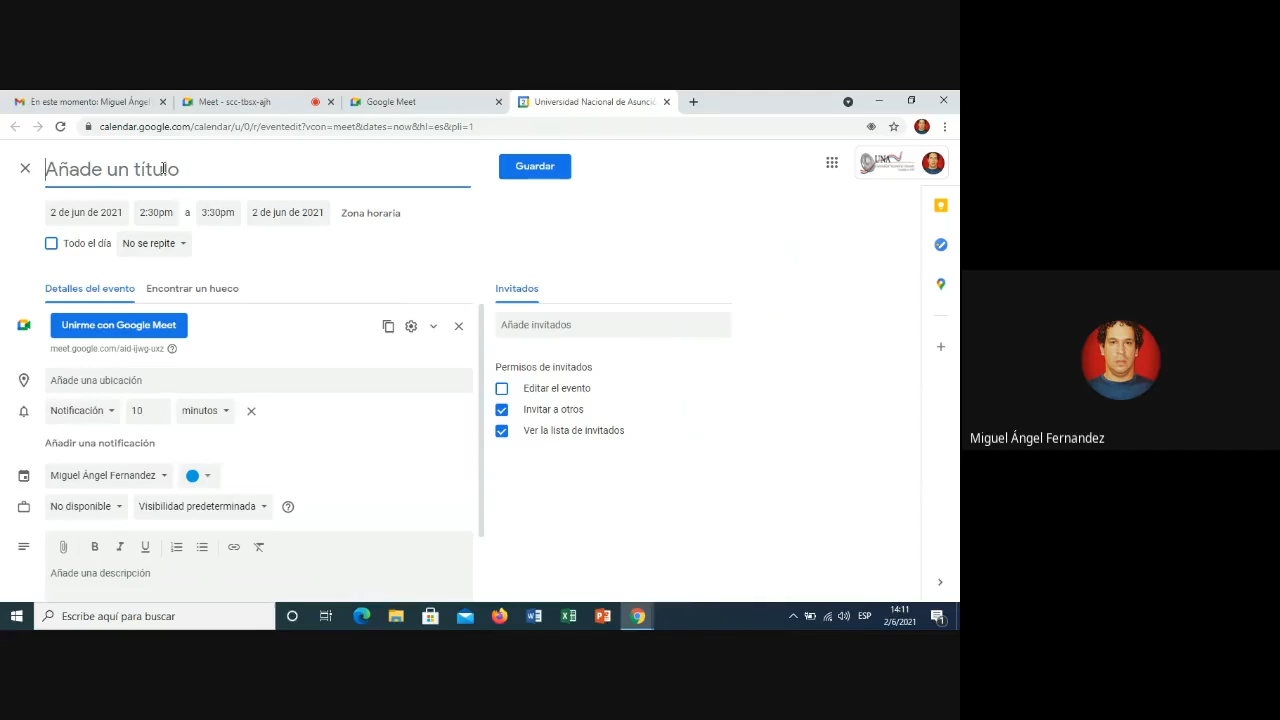 En este momento: Miguel Ángel
Meet - scc-tbsx-ajh
Google Meet
Universidad Nacional de Asunció
calendar.google.com/calendar/u/0/r/eventedit?vcon=meet&dates=now&hl=es&pli=1
Añade un título
Guardar
UNA
2 de jun de 2021 2:30pm a 3:30pm 2 de jun de 2021 Zona horaria
Todo el día No se repite
Detalles del evento Encontrar un hueco
Invitados
Unirme con Google Meet
Añade invitados
meet.google.com/aid-ijwg-uxz
Permisos de invitados
Añade una ubicación
Editar el evento
Notificación 10 minutos
Invitar a otros
Ver la lista de invitados
Añadir una notificación
Miguel Ángel Fernandez
No disponible Visibilidad predeterminada
B I U
Añade una descripción
Escribe aquí para buscar
ESP
14:11
2/6/2021
1
Miguel Ángel Fernandez